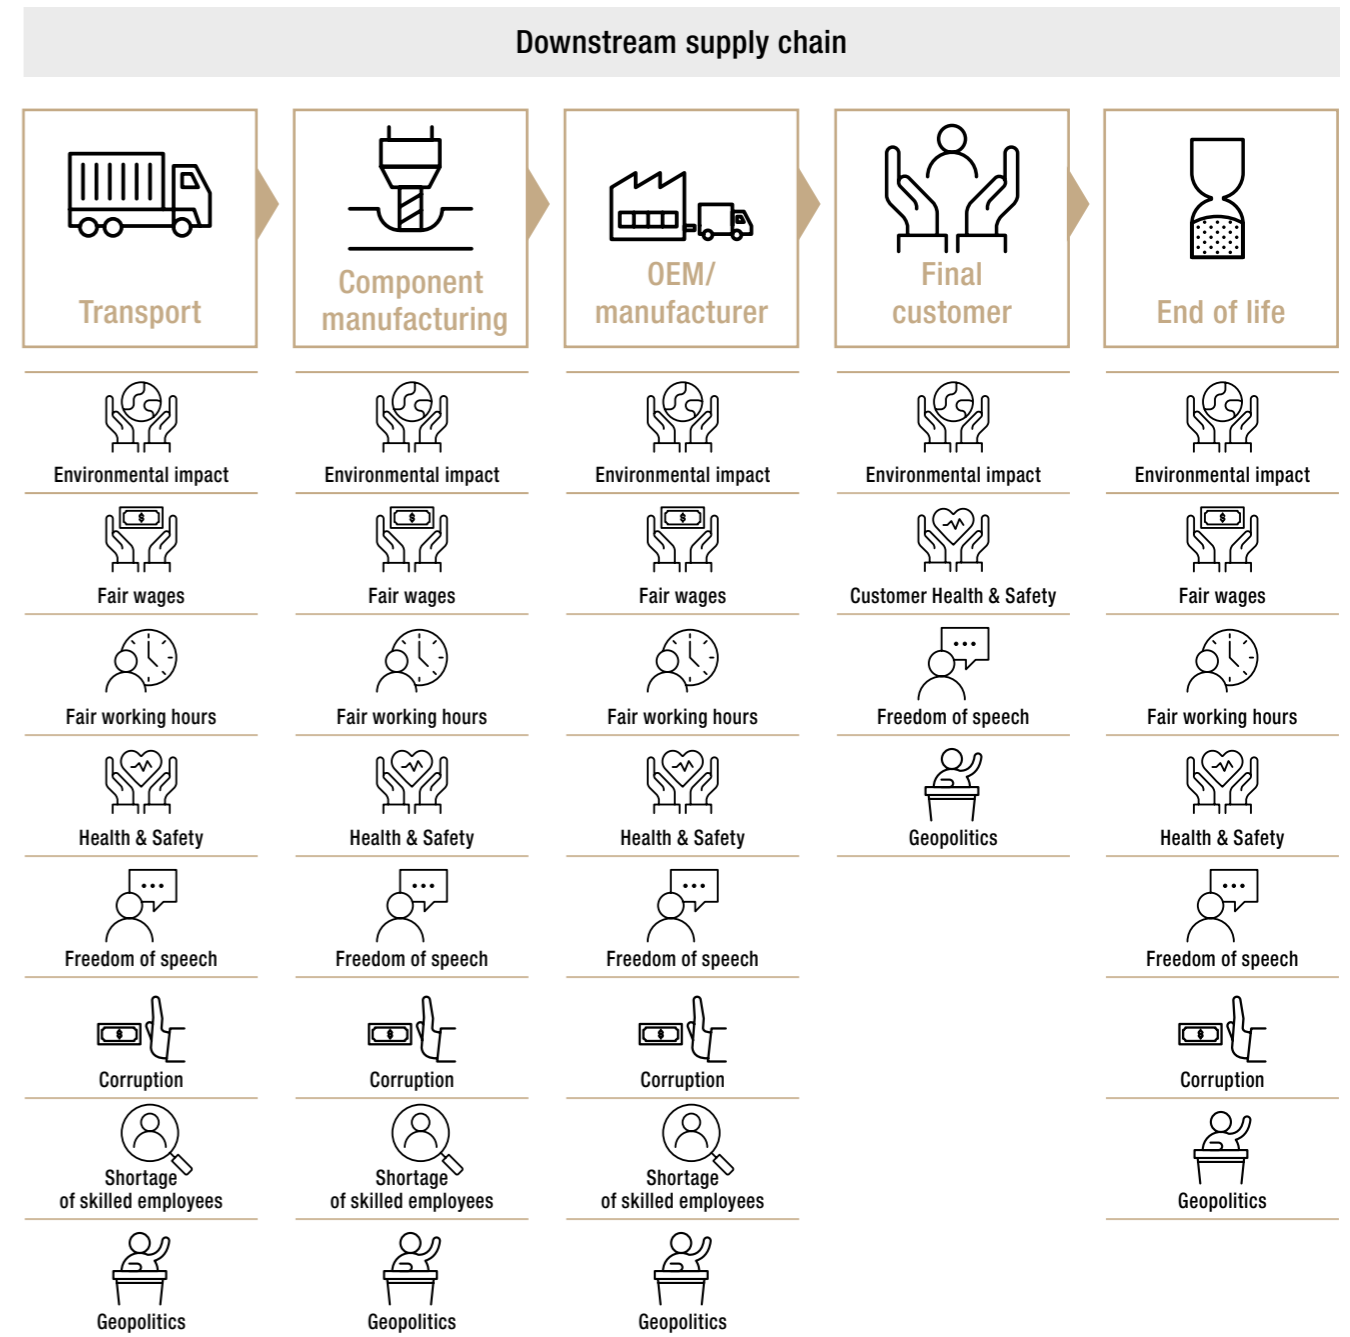 Downstream supply chain
Transport
Component
manufacturing
OEM/
manufacturer
Final
customer
End of life
Environmental impact
Fair wages
Fair working hours
Health & Safety
Freedom of speech
Corruption
Shortage
of skilled employees
Geopolitics
Environmental impact
Fair wages
Fair working hours
Health & Safety
Freedom of speech
Corruption
Shortage
of skilled employees
Geopolitics
Environmental impact
Fair wages
Fair working hours
Health & Safety
Freedom of speech
Corruption
Shortage
of skilled employees
Geopolitics
Environmental impact
Customer Health & Safety
Freedom of speech
Geopolitics
Environmental impact
Fair wages
Fair working hours
Health & Safety
Freedom of speech
Corruption
Geopolitics